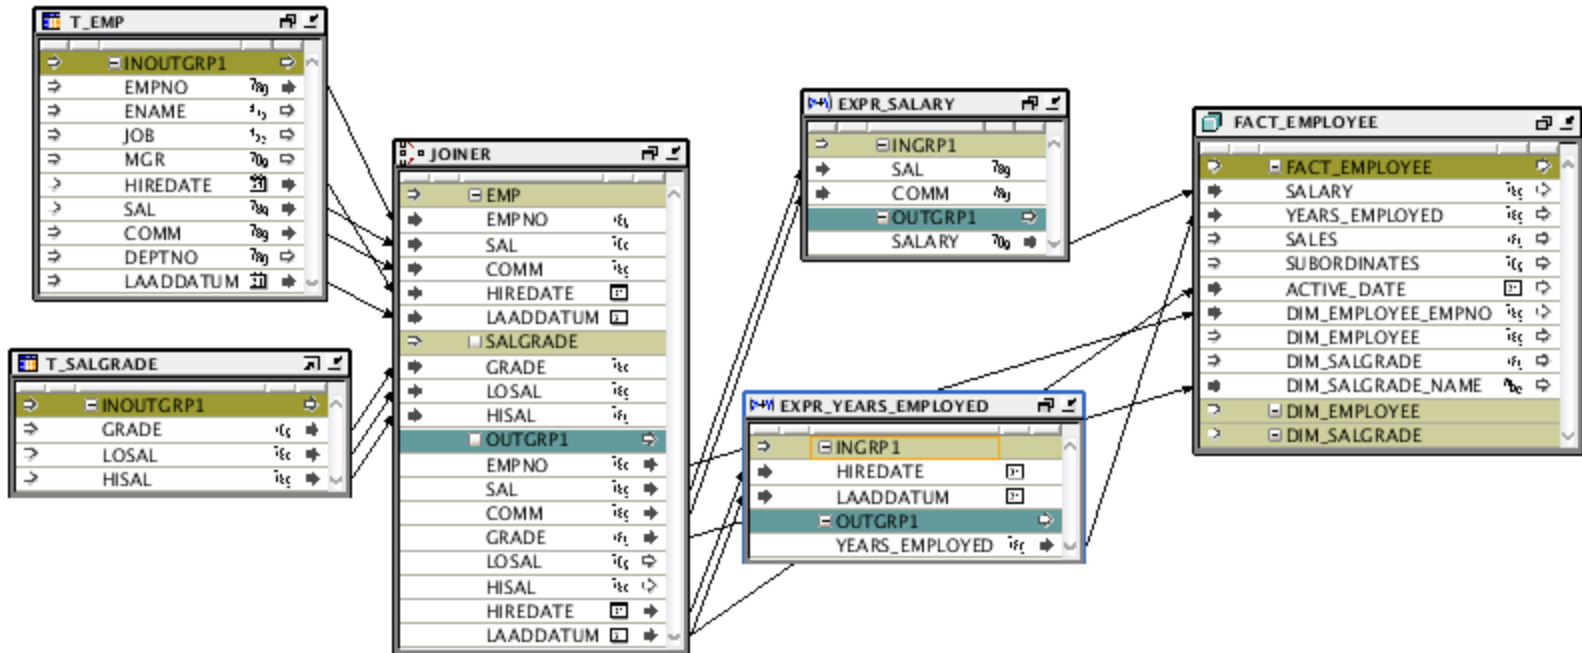 T_EMP
INOUTGRP1
EMPNO
ENAME
JOB
MGR
HIREDATE
SAL
COMM
DEPTNO
LAADDATUM
T_SALGRADE
INOUTGRP1
GRADE
LOSAL
HISAL
JOINER
EMP
EMPNO
SAL
COMM
HIREDATE
LAADDATUM
SALGRADE
GRADE
LOSAL
HISAL
OUTGRP1
EMPNO
SAL
COMM
GRADE
LOSAL
HISAL
HIREDATE
LAADDATUM
EXPR_SALARY
INGRP1
SAL
COMM
OUTGRP1
SALARY
EXPR_YEARS_EMPLOYED
INGRP1
HIREDATE
LAADDATUM
OUTGRP1
YEARS_EMPLOYED
FACT_EMPLOYEE
FACT_EMPLOYEE
SALARY
YEARS_EMPLOYED
SALES
SUBORDINATES
ACTIVE_DATE
DIM_EMPLOYEE_EMPNO
DIM_EMPLOYEE
DIM_SALGRADE
DIM_SALGRADE_NAME
DIM_EMPLOYEE
DIM_SALGRADE